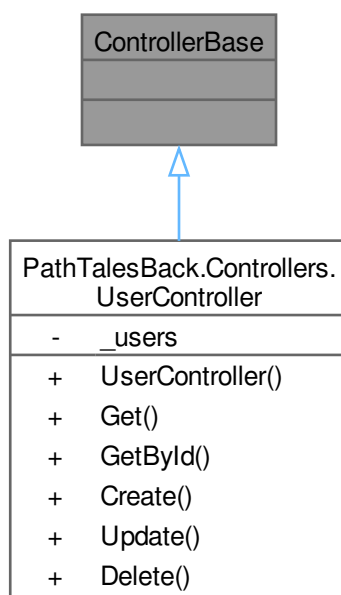 ControllerBase
PathTalesBack.Controllers.
UserController
- _users
+ UserController()
+ Get()
+ GetById()
+ Create()
+ Update()
+ Delete()